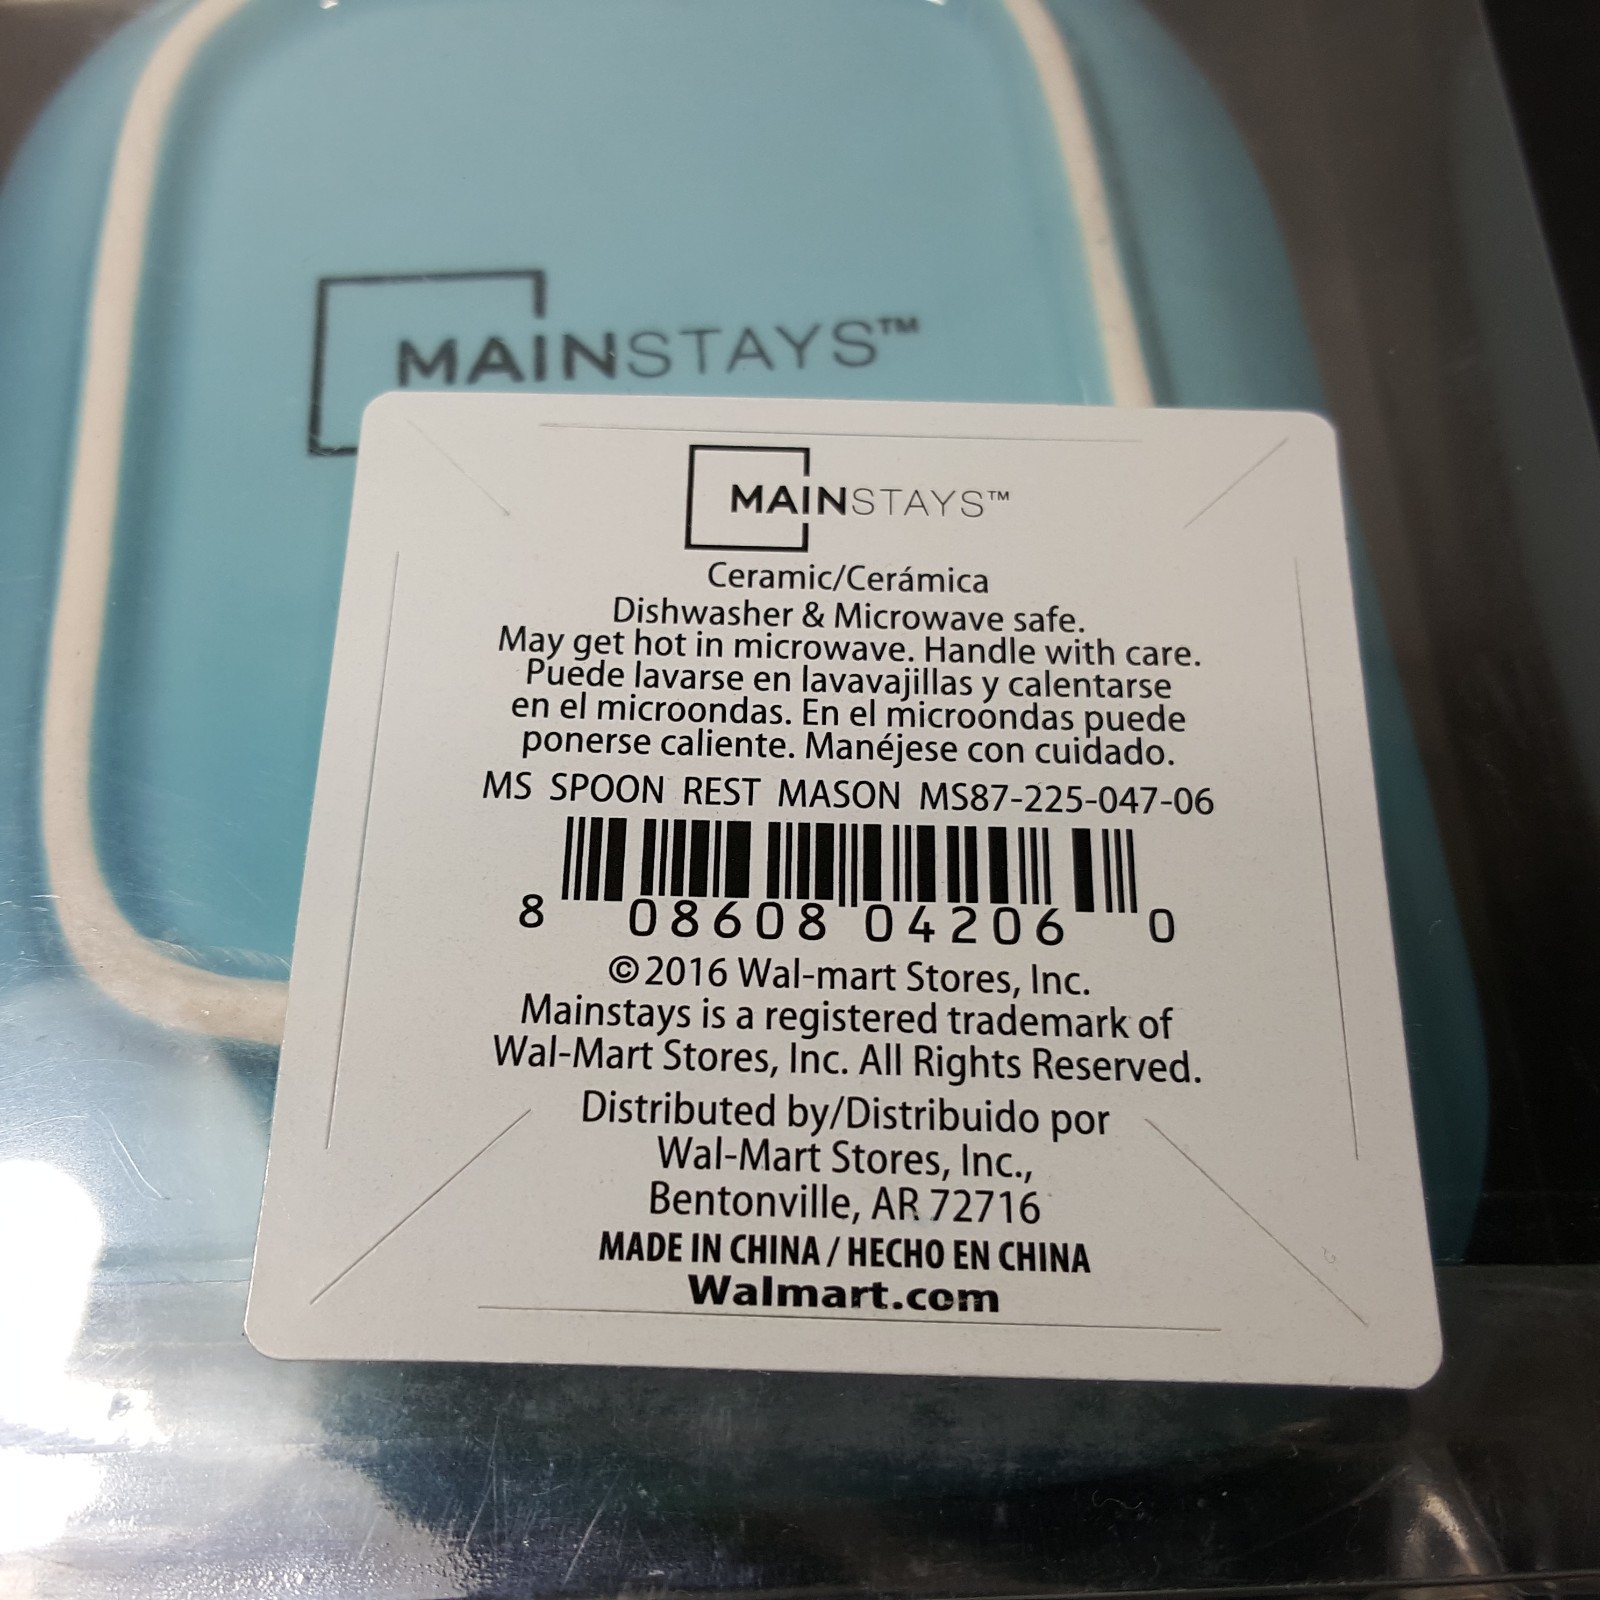 MAINSTAYS™
MAINSTAYS™
Ceramic/Cerámica
Dishwasher & Microwave safe.
May get hot in microwave. Handle with care.
Puede lavarse en lavavajillas y calentarse
en el microondas. En el microondas puede
ponerse caliente. Manéjese con cuidado.
MS SPOON REST MASON MS87-225-047-06
8 08608 04206 0
©2016 Wal-mart Stores, Inc.
Mainstays is a registered trademark of
Wal-Mart Stores, Inc. All Rights Reserved.
Distributed by/Distribuido por
Wal-Mart Stores, Inc.,
Bentonville, AR 72716
MADE IN CHINA / HECHO EN CHINA
Walmart.com